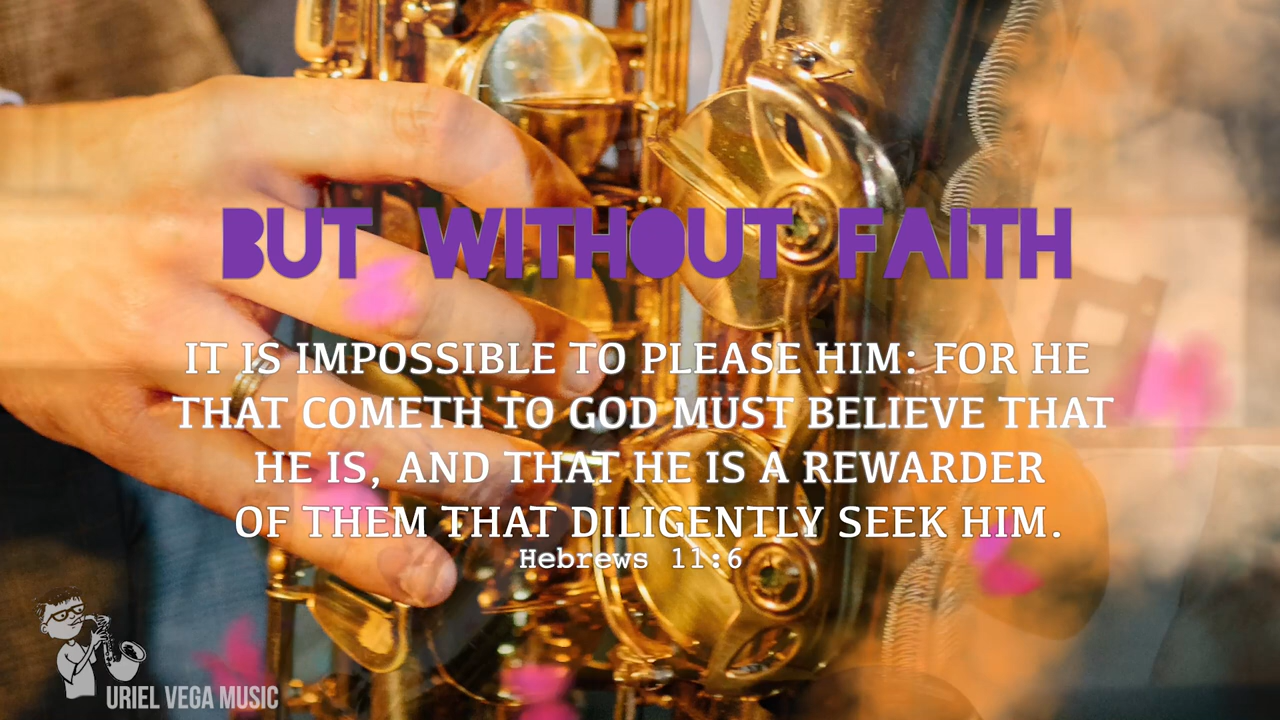 BUT WITHOUT FAITH
IT IS IMPOSSIBLE TO PLEASE HIM: FOR HE
THAT COMETH TO GOD MUST BELIEVE THAT
HE IS, AND THAT HE IS A REWARDER
OF THEM THAT DILIGENTLY SEEK HIM.
Hebrews 11:6
URIEL VEGA MUSIC